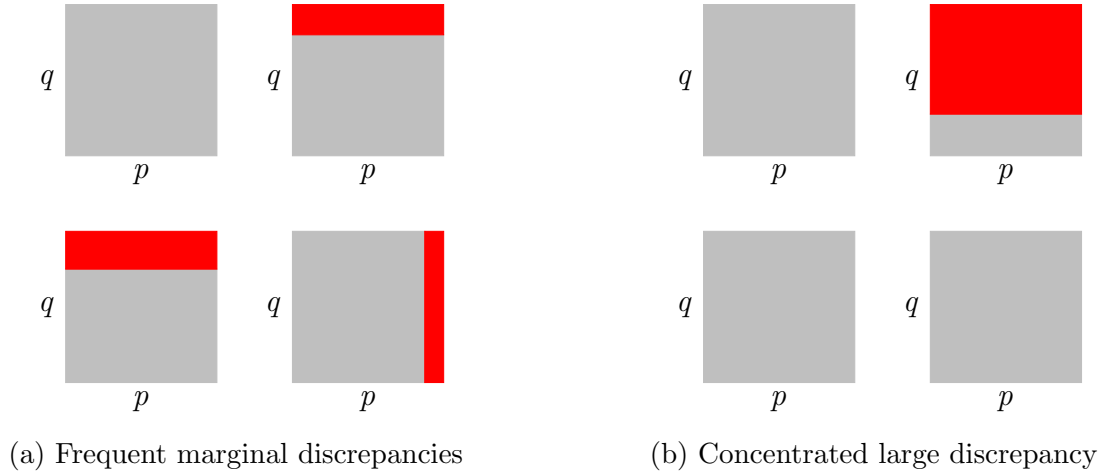 q q q q
p p p p
q q q q
p p p p
(a) Frequent marginal discrepancies
(b) Concentrated large discrepancy